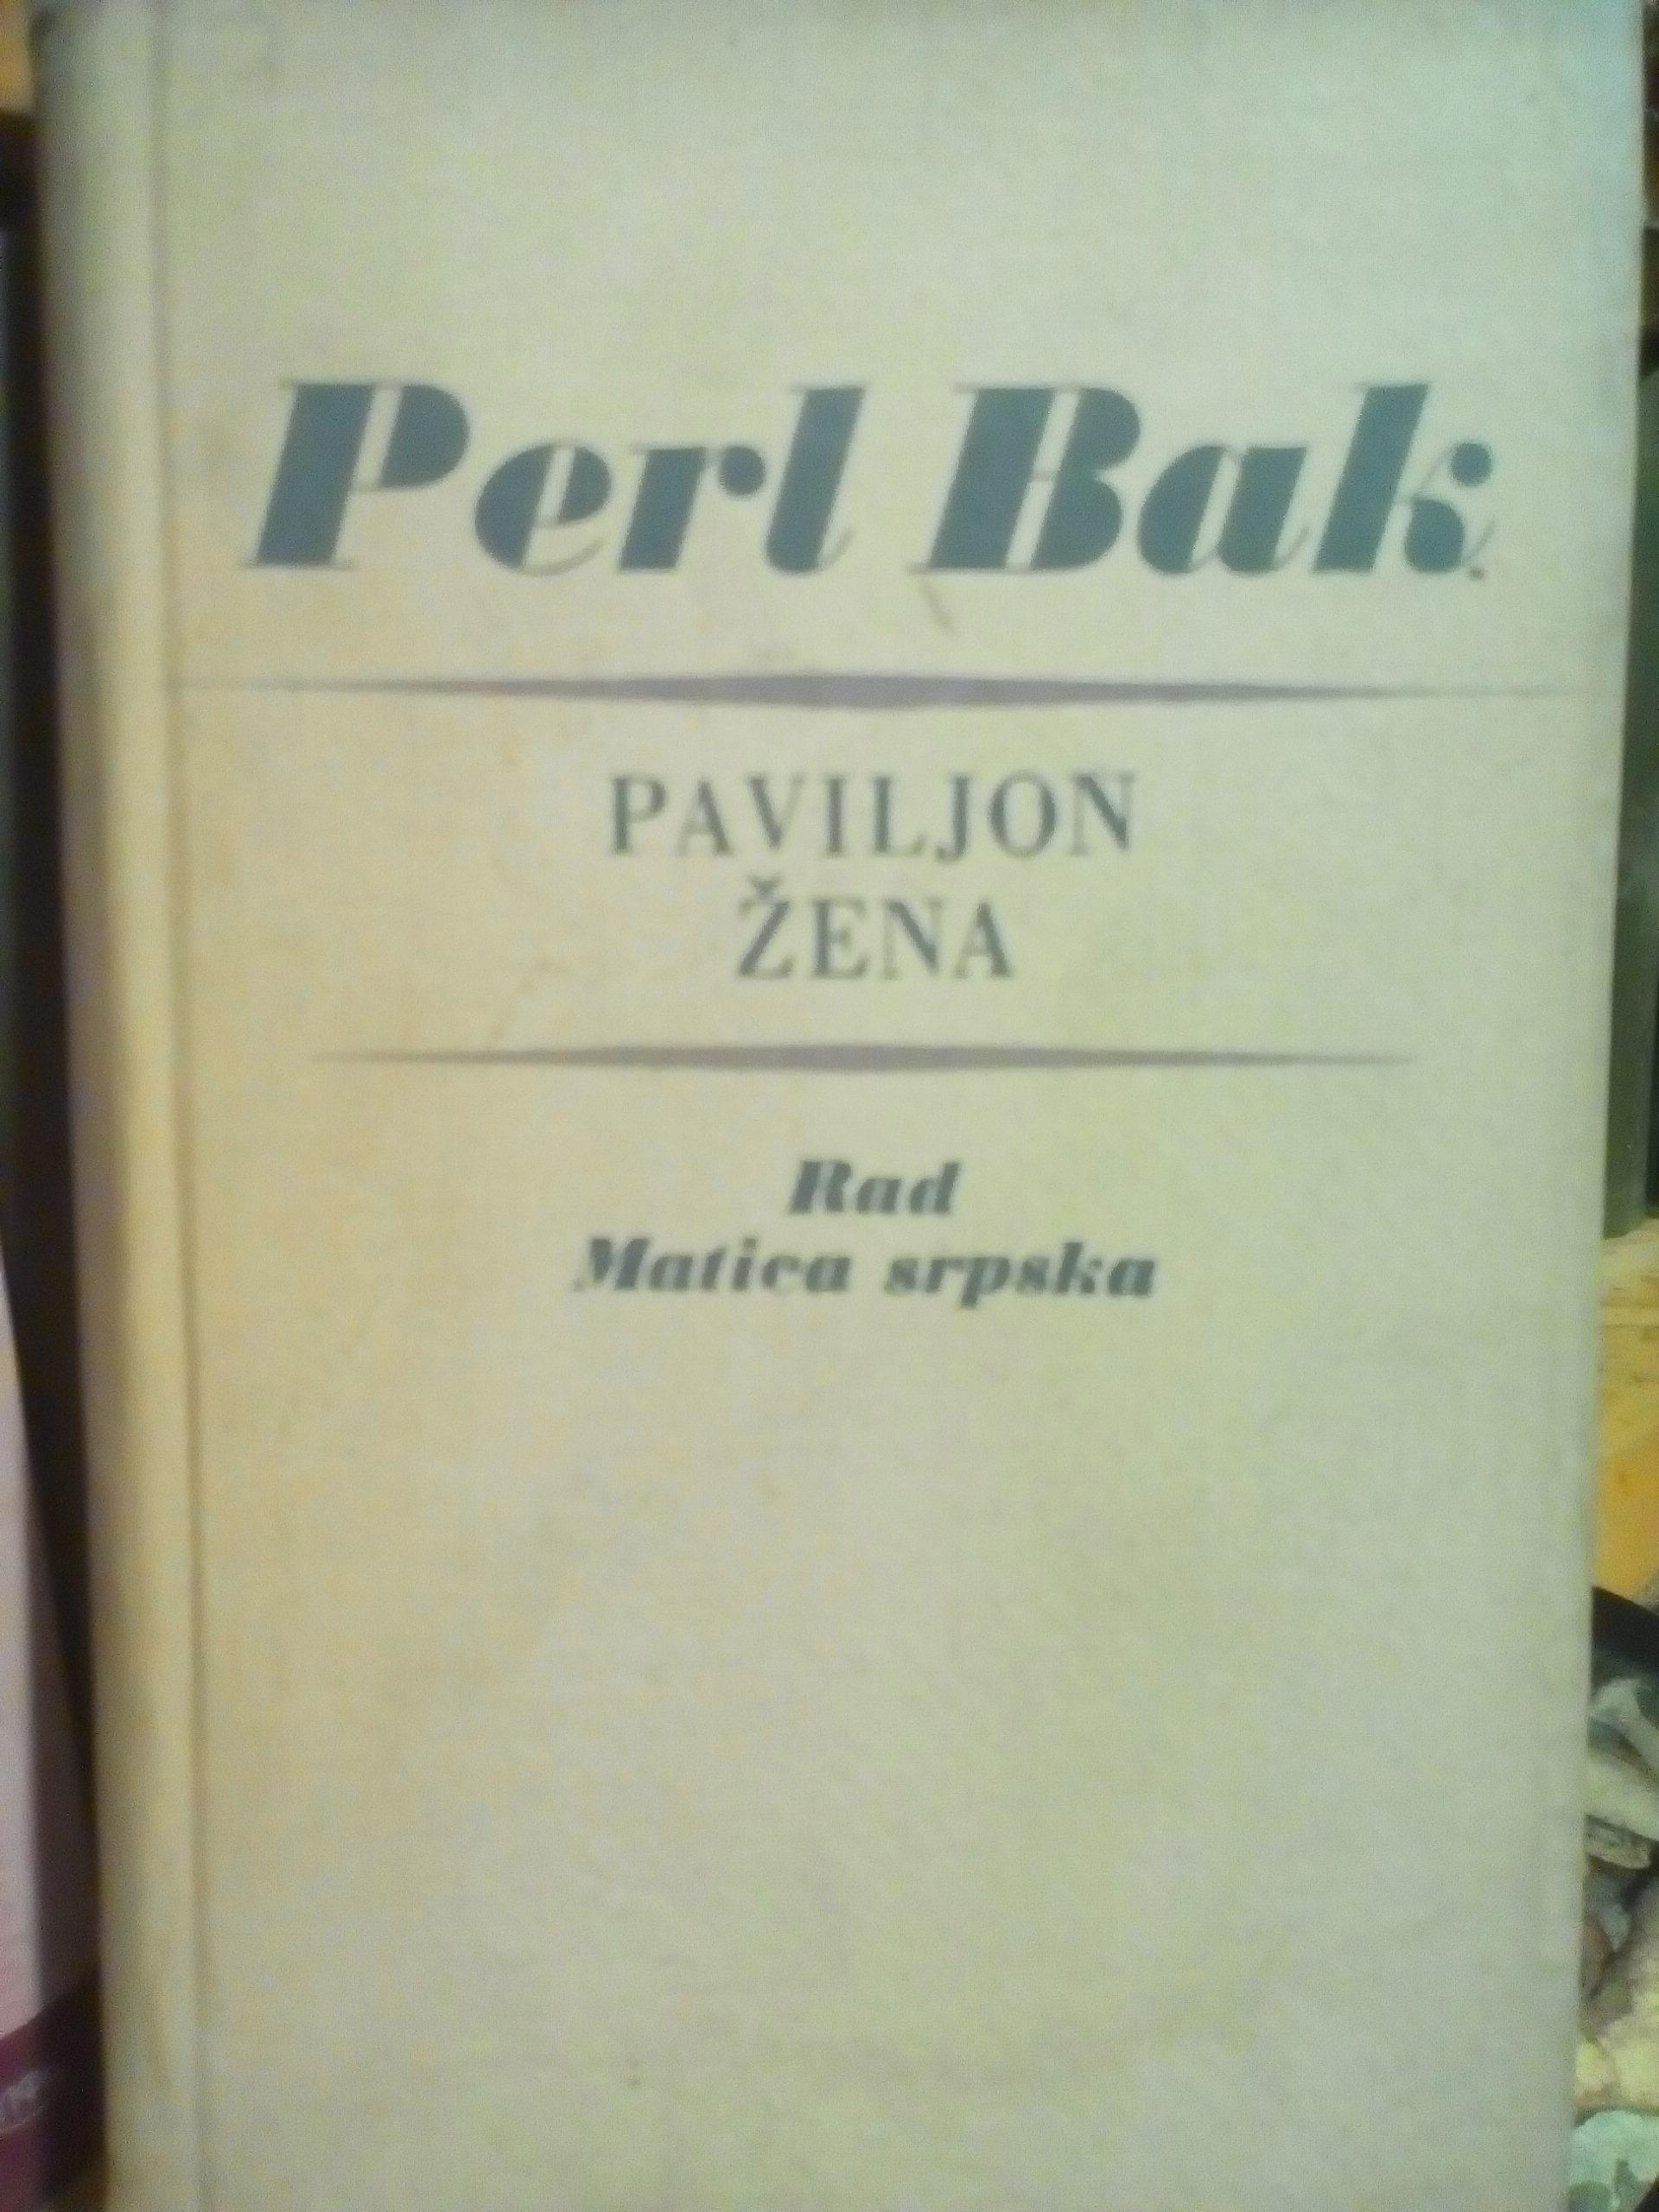 Perl Bak
PAVILJON
ŽENA
Rad
Matica srpska